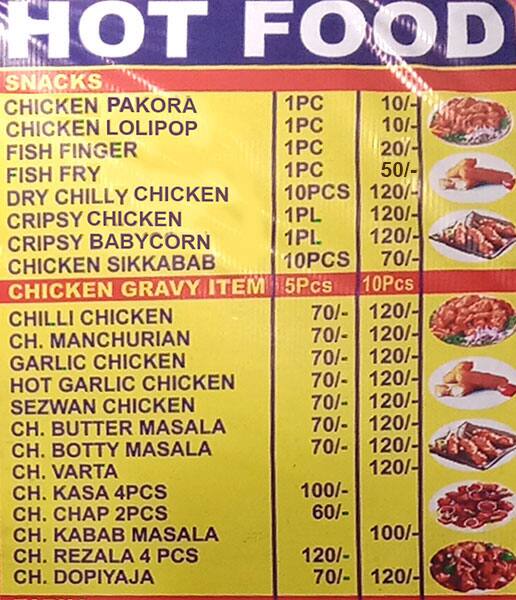 HOT FOOD
SNACKS
CHICKEN PAKORA 1PC 10/-
CHICKEN LOLIPOP 1PC 10/-
FISH FINGER 1PC 20/-
FISH FRY 1PC 50/-
DRY CHILLY CHICKEN 10PCS 120/-
CRIPSY CHICKEN 1PL 120/-
CRIPSY BABYCORN 1PL 120/-
CHICKEN SIKKABAB 10PCS 70/-
CHICKEN GRAVY ITEM 5Pcs 10Pcs
CHILLI CHICKEN 70/- 120/-
CH. MANCHURIAN 70/- 120/-
GARLIC CHICKEN 70/- 120/-
HOT GARLIC CHICKEN 70/- 120/-
SEZWAN CHICKEN 70/- 120/-
CH. BUTTER MASALA 70/- 120/-
CH. BOTTY MASALA 70/- 120/-
CH. VARTA 120/-
CH. KASA 4PCS 100/-
CH. CHAP 2PCS 60/-
CH. KABAB MASALA 100/-
CH. REZALA 4 PCS 120/-
CH. DOPIYAJA 70/- 120/-